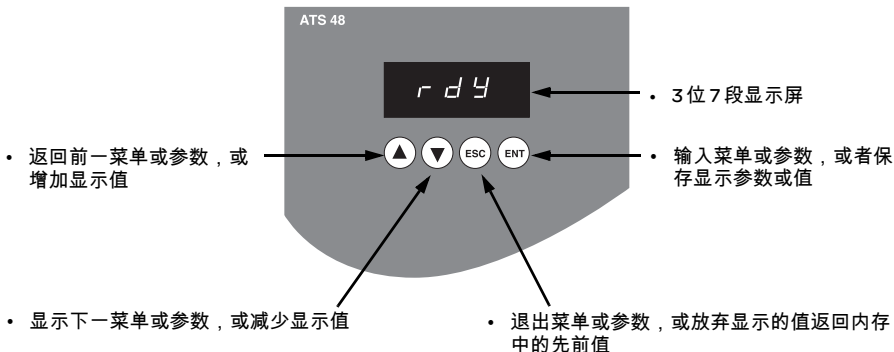 ATS 48
rdY
• 3位7段显示屏
• 返回前一菜单或参数，或
增加显示值
ESC
ENT
• 输入菜单或参数，或者保
存显示参数或值
• 显示下一菜单或参数，或减少显示值
• 退出菜单或参数，或放弃显示的值返回内存
中的先前值